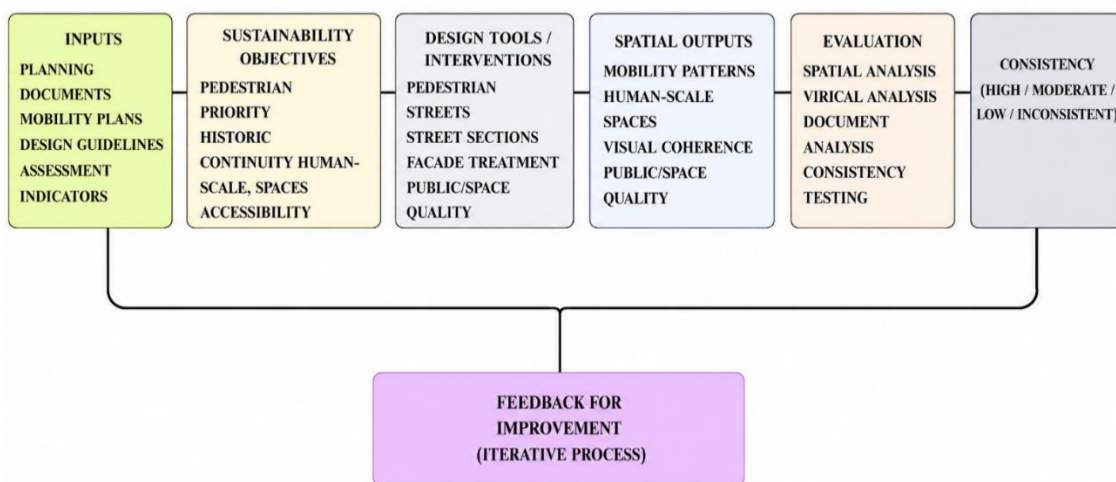 INPUTS
PLANNING
DOCUMENTS
MOBILITY PLANS
DESIGN GUIDELINES
ASSESSMENT
INDICATORS
SUSTAINABILITY
OBJECTIVES
PEDESTRIAN
PRIORITY
HISTORIC
CONTINUITY HUMAN-
SCALE, SPACES
ACCESSIBILITY
DESIGN TOOLS /
INTERVENTIONS
PEDESTRIAN
STREETS
STREET SECTIONS
FACADE TREATMENT
PUBLIC/SPACE
QUALITY
SPATIAL OUTPUTS
MOBILITY PATTERNS
HUMAN-SCALE
SPACES
VISUAL COHERENCE
PUBLIC/SPACE
QUALITY
EVALUATION
SPATIAL ANALYSIS
VIRICAL ANALYSIS
DOCUMENT
ANALYSIS
CONSISTENCY
TESTING
CONSISTENCY
(HIGH / MODERATE /
LOW / INCONSISTENT)
FEEDBACK FOR
IMPROVEMENT
(ITERATIVE PROCESS)